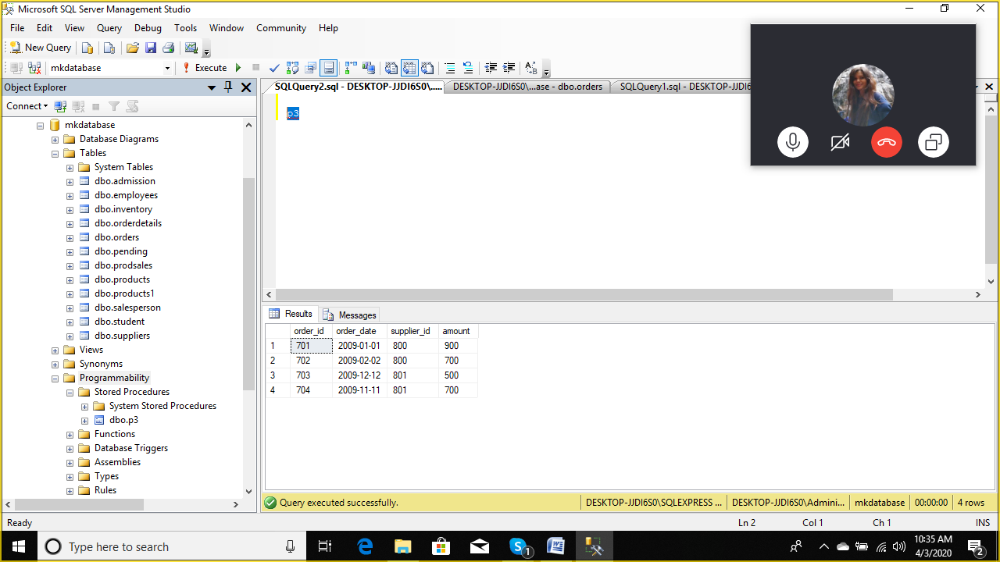 Microsoft SQL Server Management Studio
File Edit View Query Debug Tools Window Community Help
New Query
mkdatabase Execute
Object Explorer
Connect
mkdatabase
Database Diagrams
Tables
System Tables
dbo.admission
dbo.employees
dbo.inventory
dbo.orderdetails
dbo.orders
dbo.pending
dbo.prodsales
dbo.products
dbo.products1
dbo.salesperson
dbo.student
dbo.suppliers
Views
Synonyms
Programmability
Stored Procedures
System Stored Procedures
dbo.p3
Functions
Database Triggers
Assemblies
Types
Rules
SQLQuery2.sql - DESKTOP-JJDI6S0\..... DESKTOP-JJDI6S0\...ase - dbo.orders SQLQuery1.sql - DESKTOP-JJDI6
p3
Results Messages
order_id order_date supplier_id amount
1 701 2009-01-01 800 900
2 702 2009-02-02 800 700
3 703 2009-12-12 801 500
4 704 2009-11-11 801 700
Query executed successfully. DESKTOP-JJDI6S0\SQLEXPRESS ... DESKTOP-JJDI6S0\Admini... mkdatabase 00:00:00 4 rows
Ready Ln 2 Col 1 Ch 1 INS
Type here to search 1 10:35 AM
4/3/2020 2